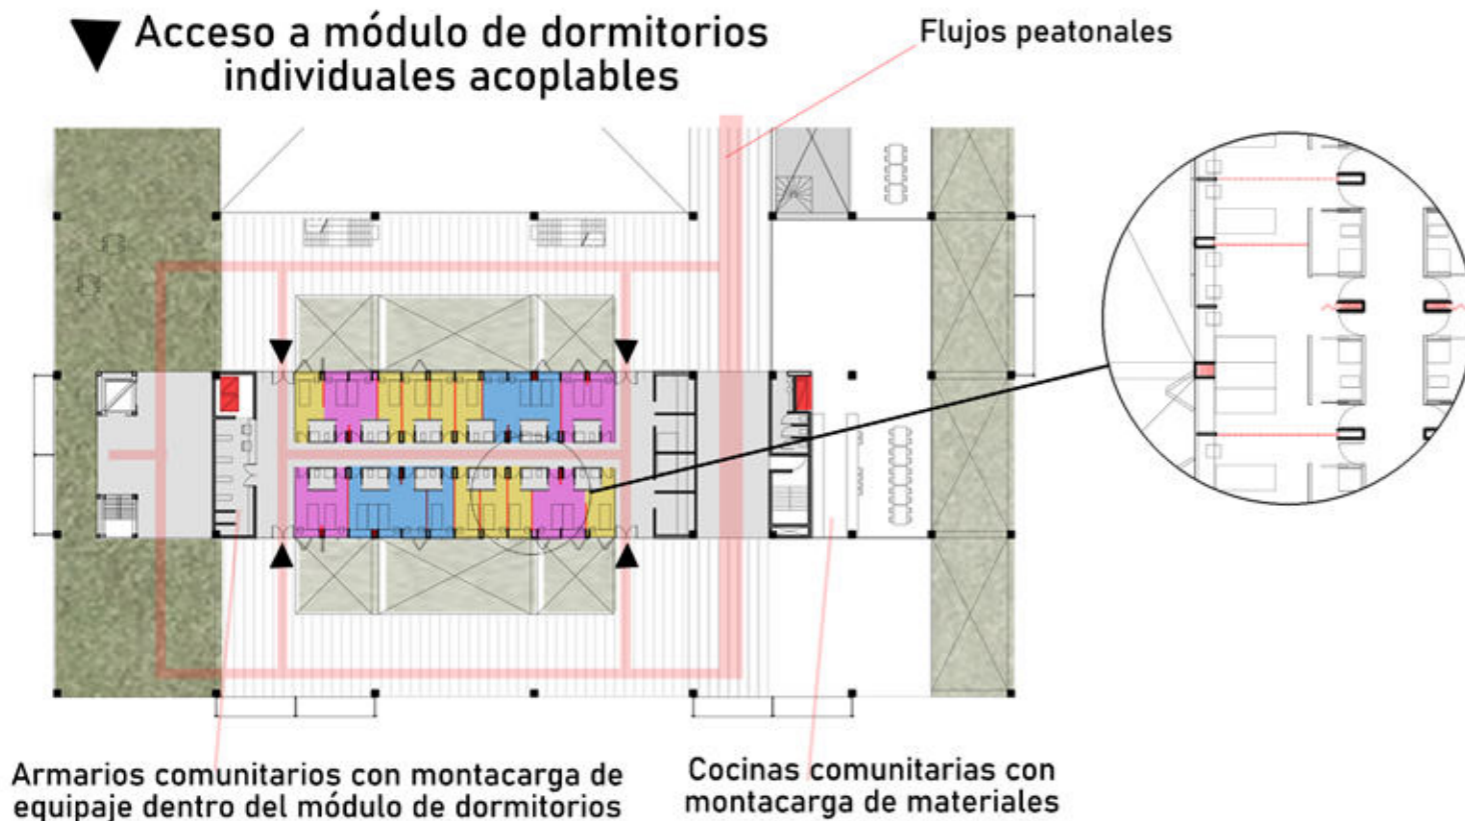 Acceso a módulo de dormitorios
individuales acoplables
Flujos peatonales
Armarios comunitarios con montacarga de
equipaje dentro del módulo de dormitorios
Cocinas comunitarias con
montacarga de materiales